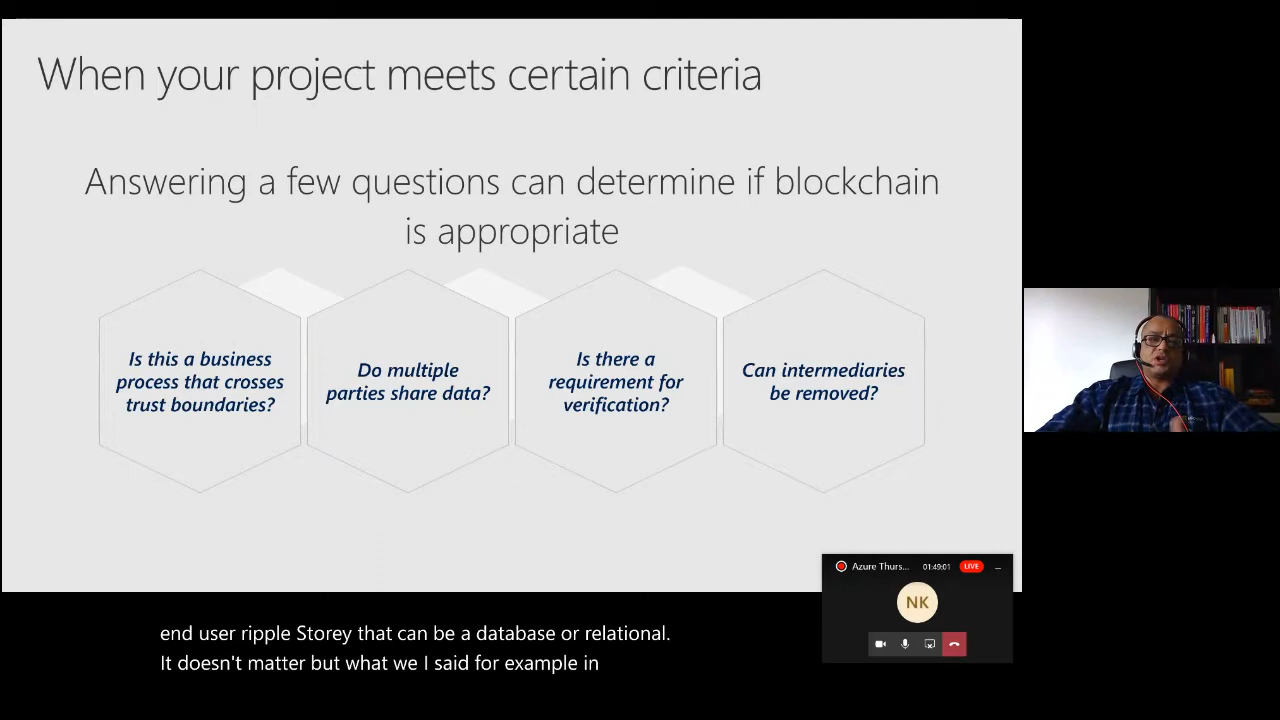 When your project meets certain criteria
Answering a few questions can determine if blockchain
is appropriate
Is this a business
process that crosses
trust boundaries?
Do multiple
parties share data?
Is there a
requirement for
verification?
Can intermediaries
be removed?
Azure Thurs... 01:49:01 LIVE
NK
end user ripple Storey that can be a database or relational.
It doesn't matter but what we I said for example in